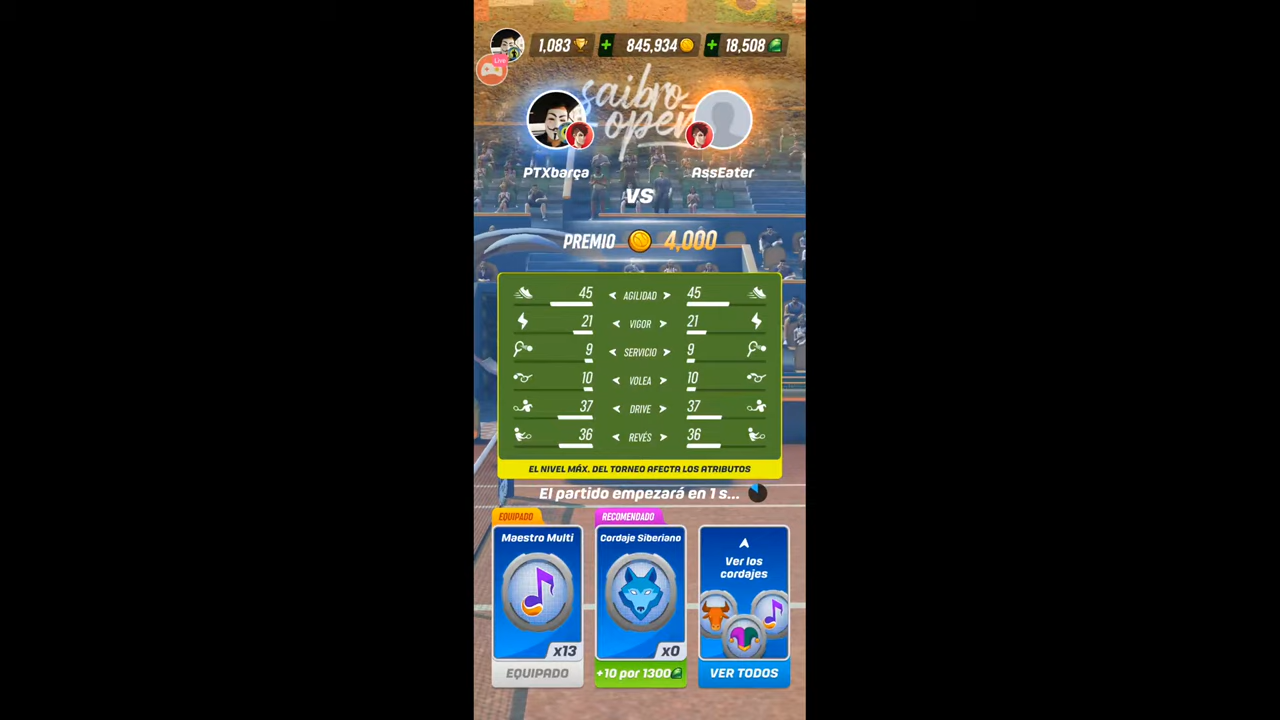 1,083
+ 845,934
+ 18,508
Live
saibro
open
PTXbarça
AssEater
VS
PREMIO 4,000
45 < AGILIDAD > 45
21 < VIGOR > 21
9 < SERVICIO > 9
10 < VOLEA > 10
37 < DRIVE > 37
36 < REVÉS > 36
EL NIVEL MÁX. DEL TORNEO AFECTA LOS ATRIBUTOS
El partido empezará en 1 s...
EQUIPADO
Maestro Multi
x13
EQUIPADO
RECOMENDADO
Cordaje Siberiano
x0
+10 por 1300
Ver los
cordajes
VER TODOS